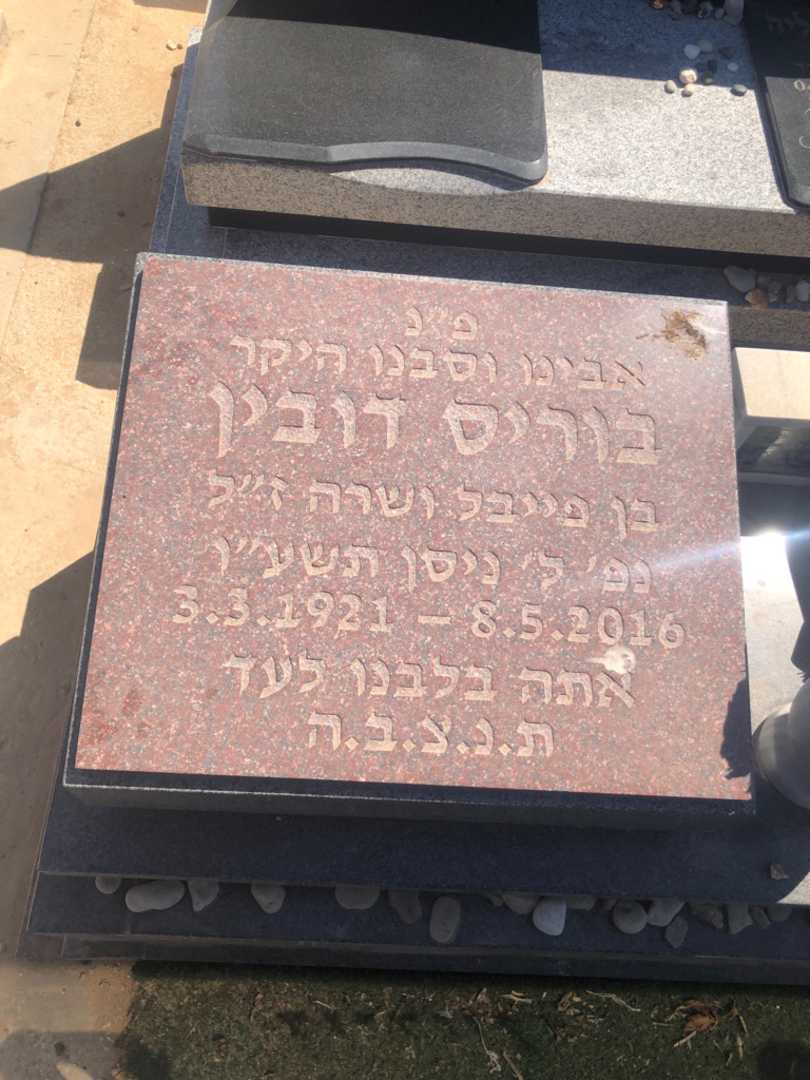 פ״נ
אבינו וסבנו היקר
בוריס דובין
בן פייבל ושרה ז״ל
נפ׳ ל׳ ניסן תשע״ו
3.3.1921 – 8.5.2016
אתה בלבנו לעד
ת.נ.צ.ב.ה